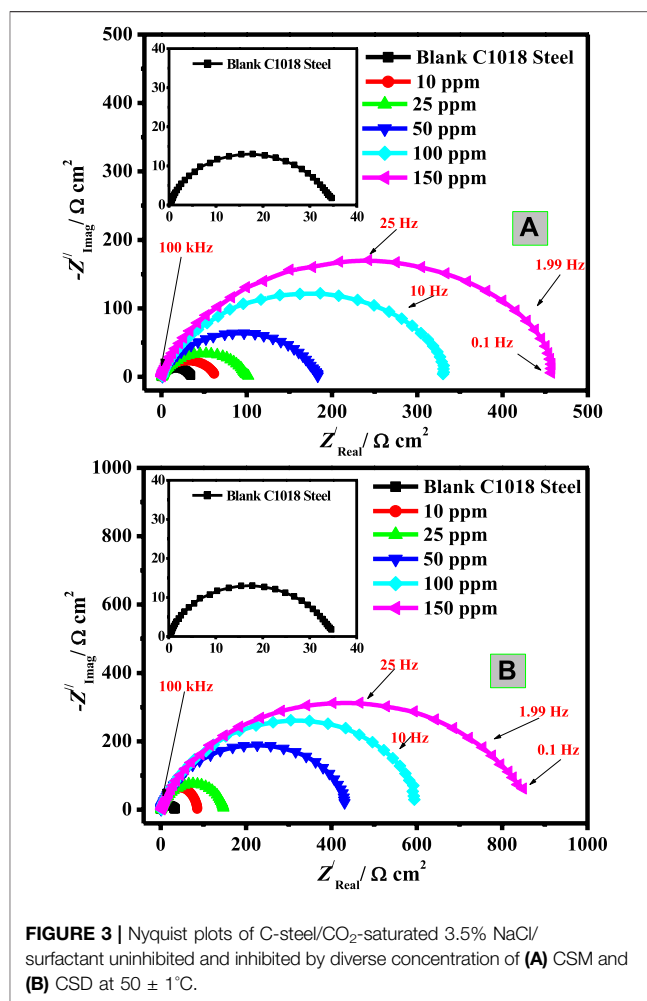 Blank C1018 Steel
10 ppm
25 ppm
50 ppm
100 ppm
150 ppm
Blank C1018 Steel
40
30
20
10
0
0 10 20 30 40
500
400
300
200
100
0
-Z//Imag/ Ω cm2
100 kHz
25 Hz
A
10 Hz
1.99 Hz
0.1 Hz
0 100 200 300 400 500
Z/Real/ Ω cm2
Blank C1018 Steel
10 ppm
25 ppm
50 ppm
100 ppm
150 ppm
Blank C1018 Steel
40
30
20
10
0
0 10 20 30 40
1000
800
600
400
200
0
-Z//Imag/ Ω cm2
100 kHz
25 Hz
B
10 Hz
1.99 Hz
0.1 Hz
0 200 400 600 800 1000
Z/Real/ Ω cm2
FIGURE 3 | Nyquist plots of C-steel/CO2-saturated 3.5% NaCl/
surfactant uninhibited and inhibited by diverse concentration of (A) CSM and
(B) CSD at 50 ± 1°C.